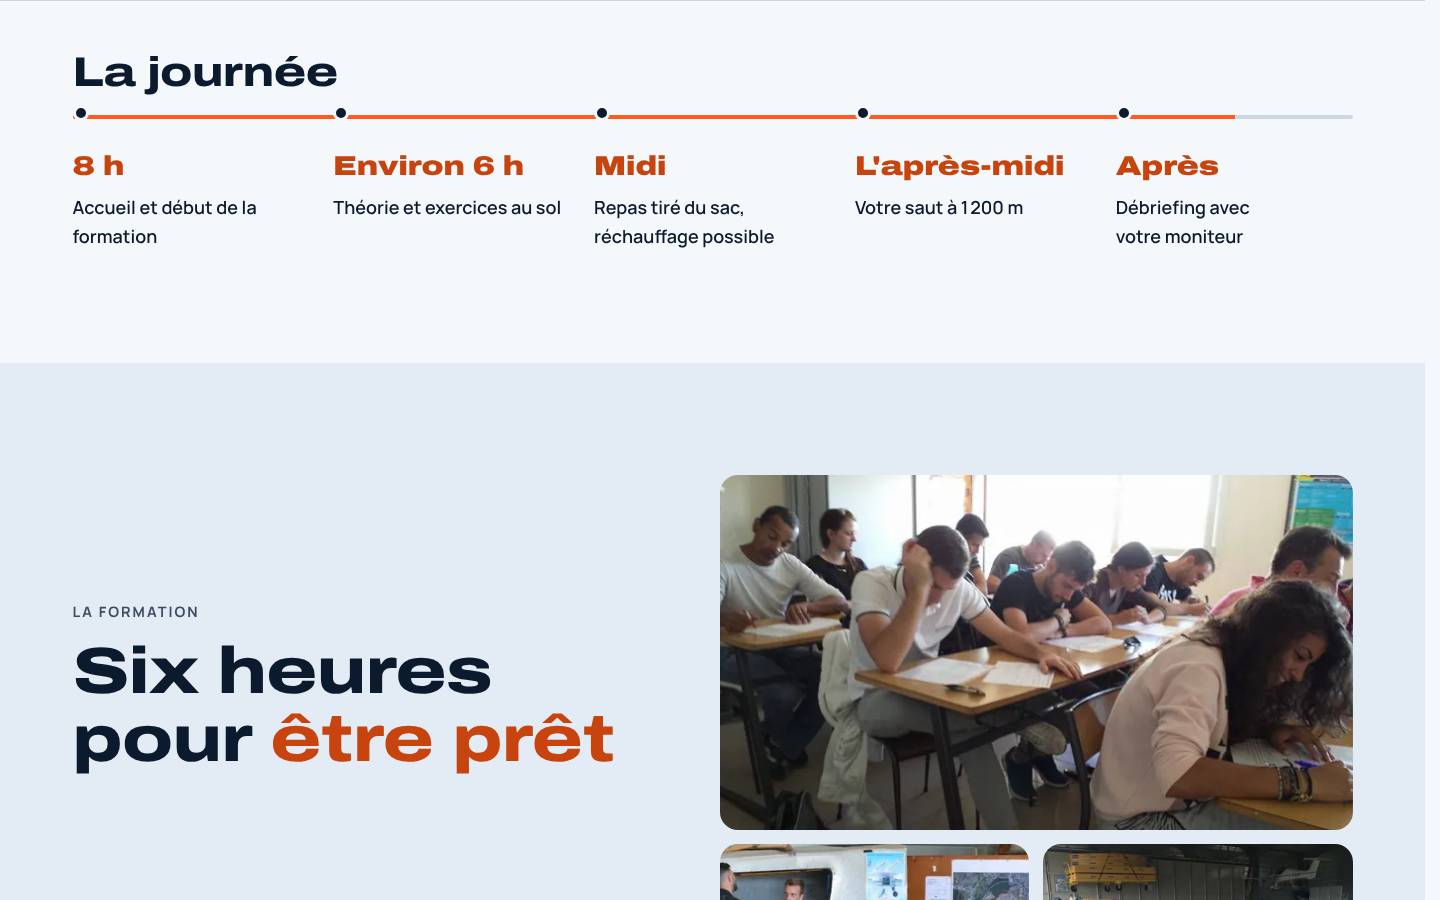 La journée
8 h
Accueil et début de la
formation
Environ 6 h
Théorie et exercices au sol
Midi
Repas tiré du sac,
réchauffage possible
L'après-midi
Votre saut à 1 200 m
Après
Débriefing avec
votre moniteur
LA FORMATION
Six heures
pour être prêt